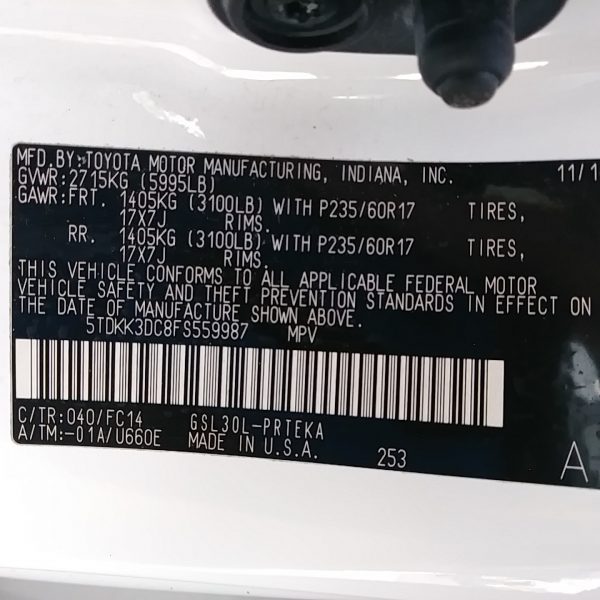 MFD.BY:TOYOTA MOTOR MANUFACTURING, INDIANA, INC. 11/1
GVWR:2715KG (5995LB)
GAWR:FRT. 1405KG (3100LB) WITH P235/60R17 TIRES,
17X7J RIMS.
RR. 1405KG (3100LB) WITH P235/60R17 TIRES,
17X7J RIMS.
THIS VEHICLE CONFORMS TO ALL APPLICABLE FEDERAL MOTOR
VEHICLE SAFETY AND THEFT PREVENTION STANDARDS IN EFFECT ON
THE DATE OF MANUFACTURE SHOWN ABOVE.
5TDKK3DC8FS559987 MPV
C/TR:040/FC14 GSL30L-PRTEKA
A/TM:-01A/U660E MADE IN U.S.A. 253 A